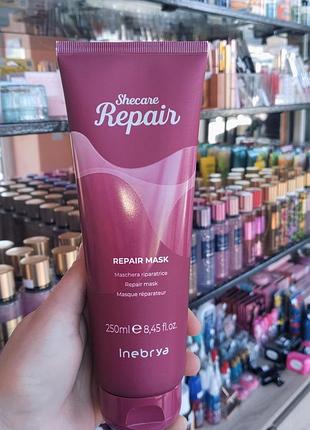 Shecare
Repair
REPAIR MASK
Maschera riparatrice
Repair mask
Masque réparateur
250ml ℮ 8,45 fl.oz.
Inebrya